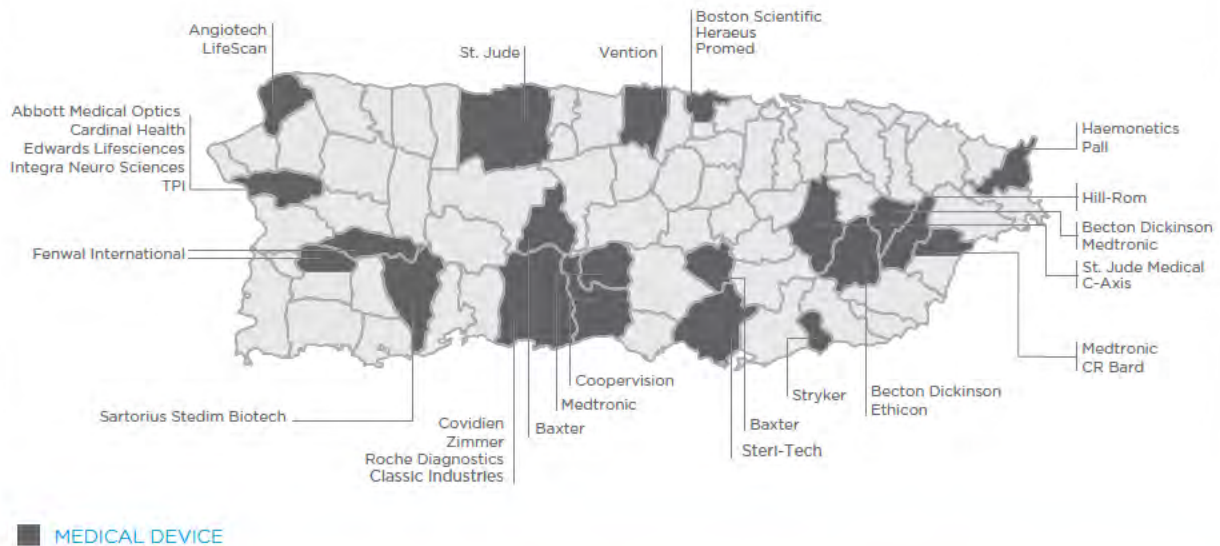 Angiotech
LifeScan
St. Jude
Vention
Boston Scientific
Heraeus
Promed
Abbott Medical Optics
Cardinal Health
Edwards Lifesciences
Integra Neuro Sciences
TPI
Haemonetics
Pall
Hill-Rom
Becton Dickinson
Medtronic
Fenwal International
St. Jude Medical
C-Axis
Medtronic
CR Bard
Coopervision
Medtronic
Baxter
Stryker
Becton Dickinson
Ethicon
Sartorius Stedim Biotech
Covidien
Zimmer
Roche Diagnostics
Classic Industries
Baxter
Steri-Tech
MEDICAL DEVICE